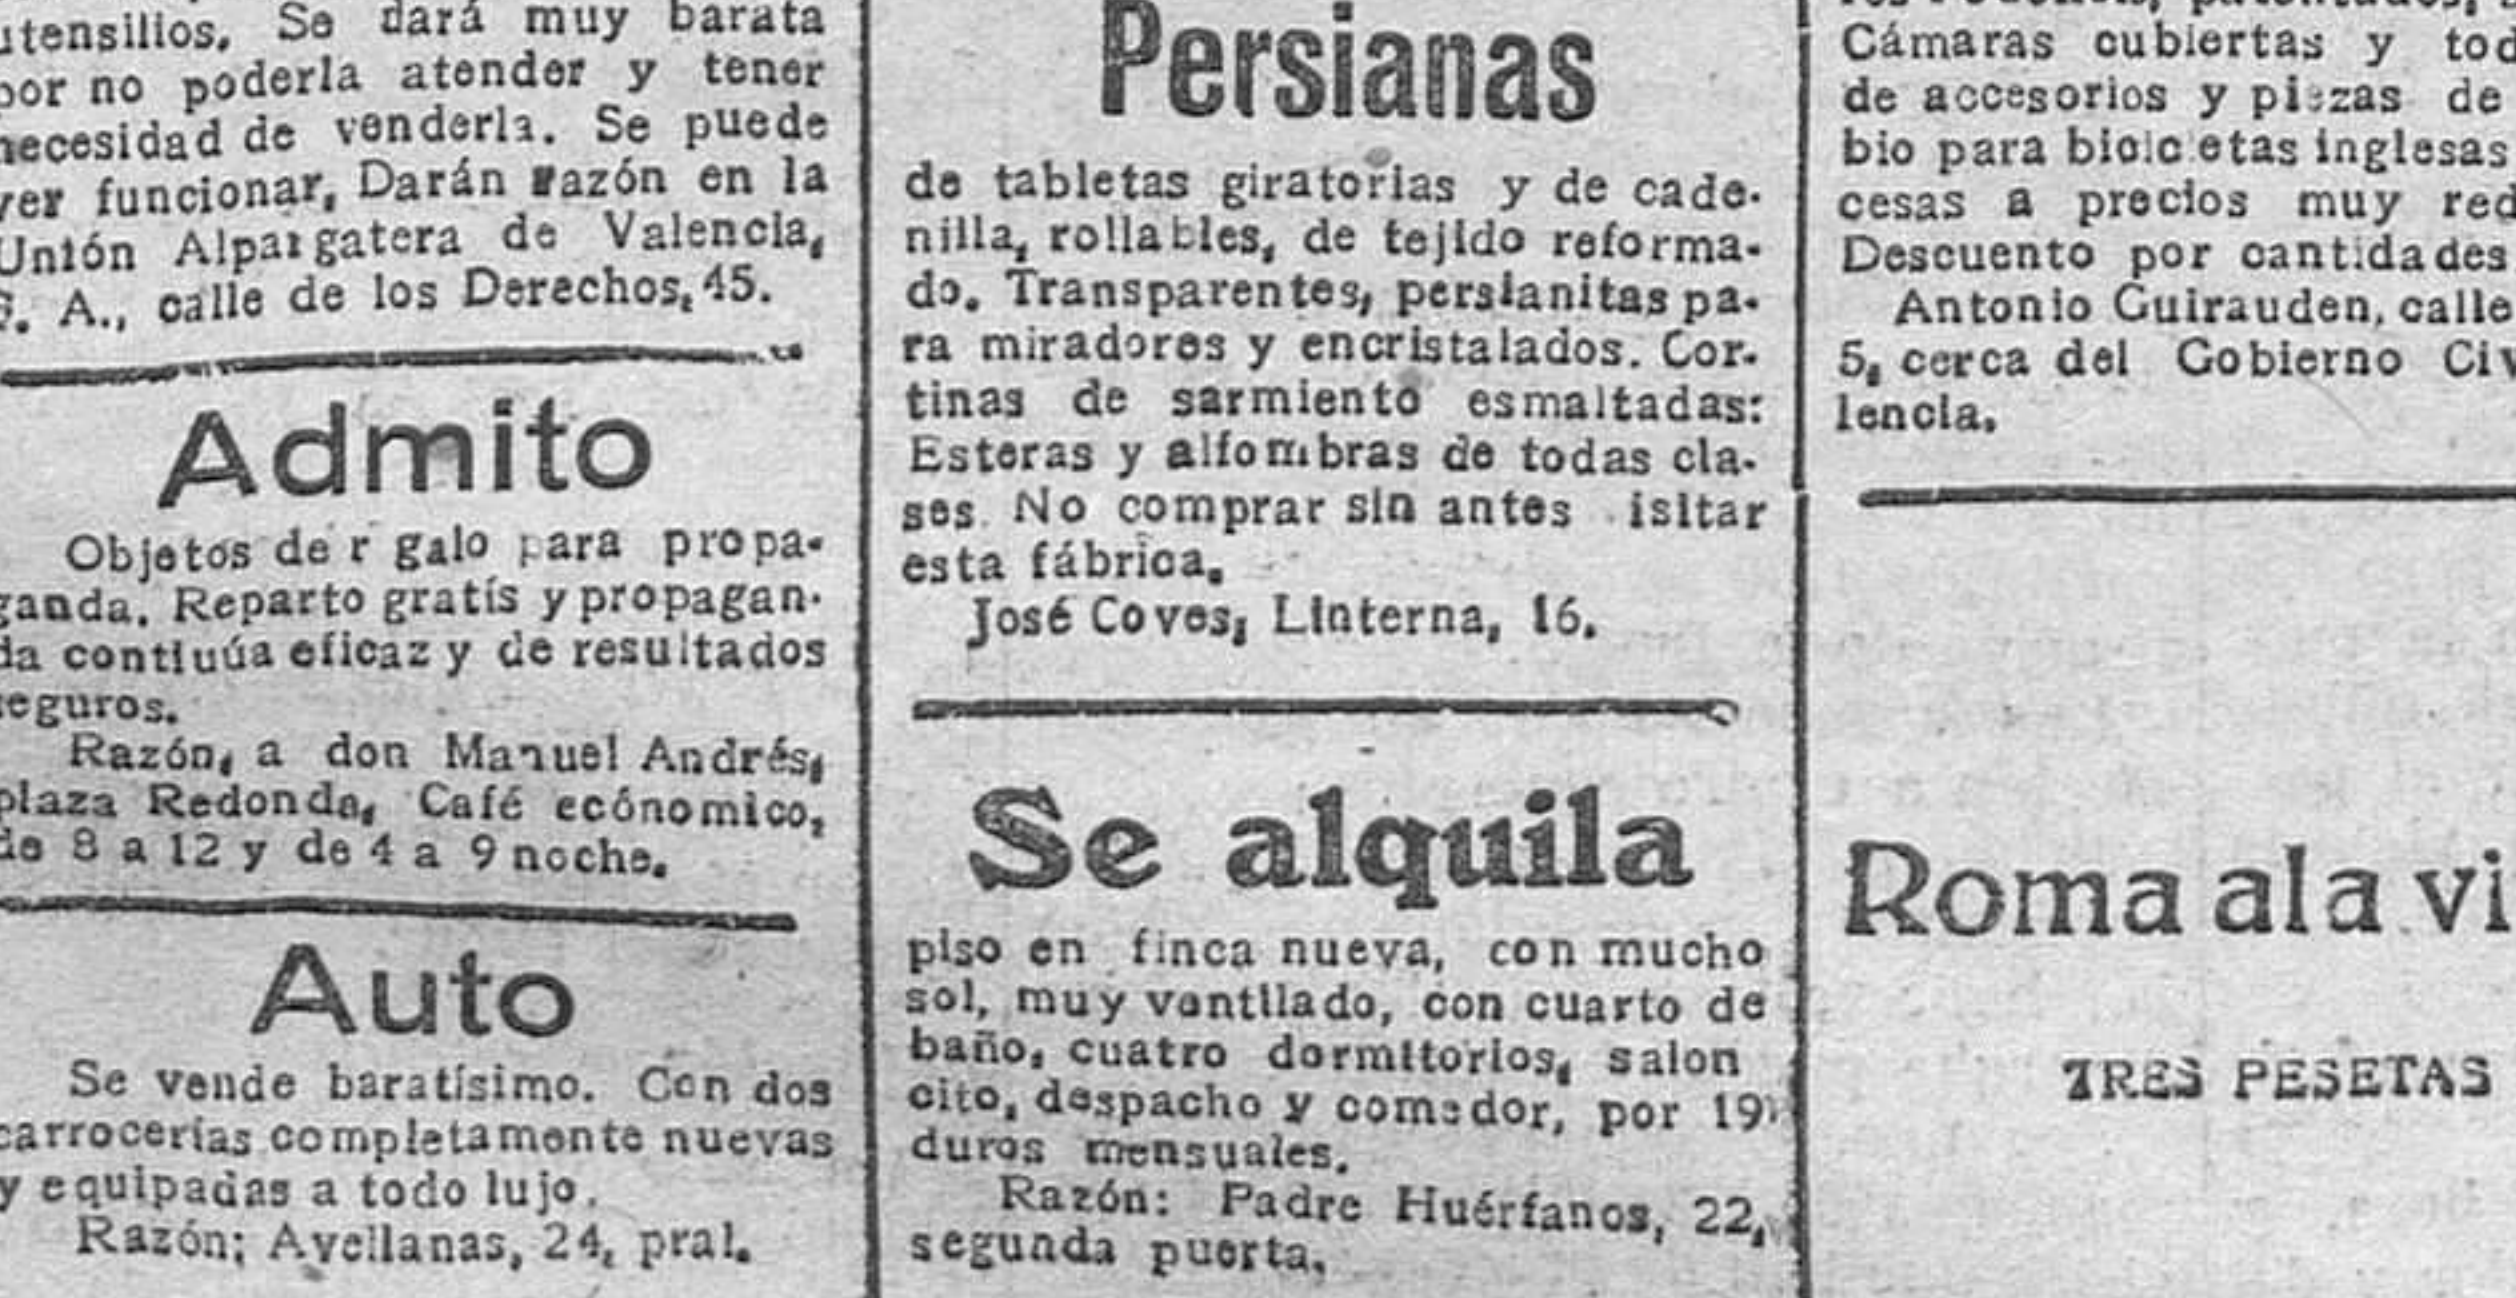 utensilios. Se dará muy barata
por no poderla atender y tener
necesidad de venderla. Se puede
ver funcionar, Darán razón en la
Unión Alpargatera de Valencia,
S. A., calle de los Derechos, 45.
Admito
Objetos de r galo para propa-
ganda. Reparto gratís y propagan-
da contiuúa eficaz y de resultados
seguros.
Razón, a don Manuel Andrés,
plaza Redonda, Café ecónomico,
de 8 a 12 y de 4 a 9 noche.
Auto
Se vende baratísimo. Con dos
carrocerías completamente nuevas
y equipadas a todo lujo.
Razón; Avellanas, 24, pral.
Persianas
de tabletas giratorias y de cade-
nilla, rollables, de tejido reforma-
do. Transparentes, persianitas pa-
ra miradores y encristalados. Cor-
tinas de sarmiento esmaltadas:
Esteras y alfombras de todas cla-
ses. No comprar sin antes isitar
esta fábrica.
José Coves, Linterna, 16.
Se alquila
piso en finca nueva, con mucho
sol, muy ventilado, con cuarto de
baño, cuatro dormitorios, salon
cito, despacho y comedor, por
duros mensuales.
Razón: Padre Huérfanos, 22,
segunda puerta.
Cámaras cubiertas y tod
de accesorios y piezas de
bio para bicicletas inglesas
cesas a precios muy red
Descuento por cantidades
Antonio Guirauden, calle
5, cerca del Gobierno Civ
lencia.
Roma a la vi
TRES PESETAS